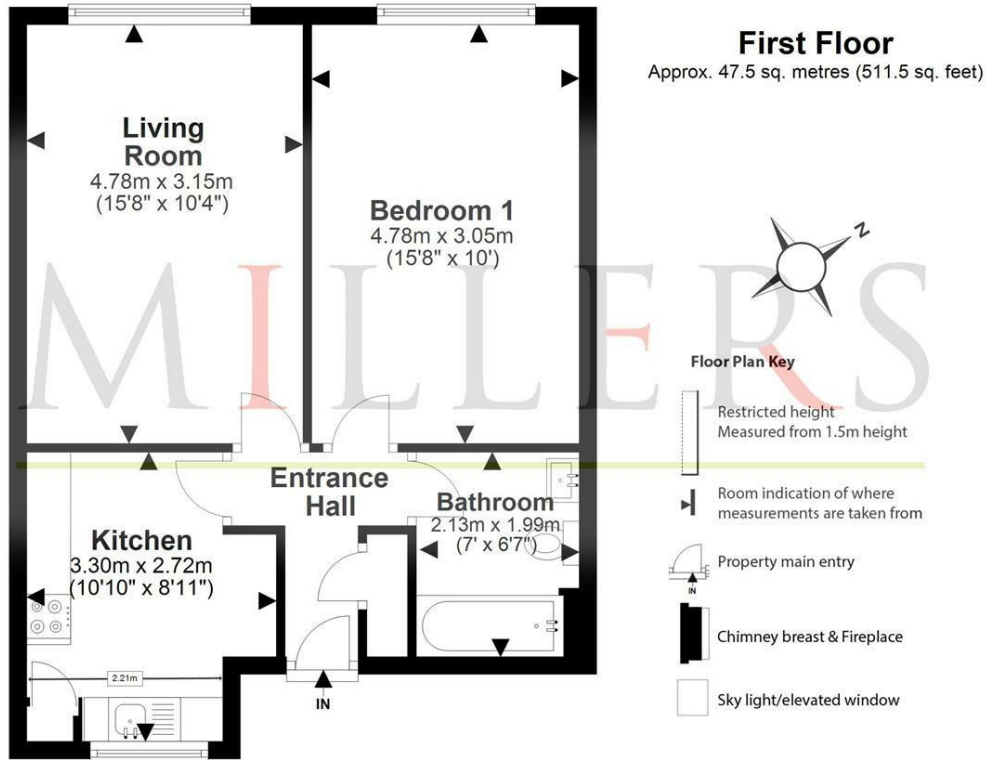 First Floor
Approx. 47.5 sq. metres (511.5 sq. feet)
Living
Room
4.78m x 3.15m
(15'8" x 10'4")
Bedroom 1
4.78m x 3.05m
(15'8" x 10')
N
MILLERS
Floor Plan Key
Restricted height
Measured from 1.5m height
Room indication of where
measurements are taken from
Property main entry
IN
Chimney breast & Fireplace
Sky light/elevated window
Entrance
Hall
Bathroom
2.13m x 1.99m
(7' x 6'7")
Kitchen
3.30m x 2.72m
(10'10" x 8'11")
2.21m
IN